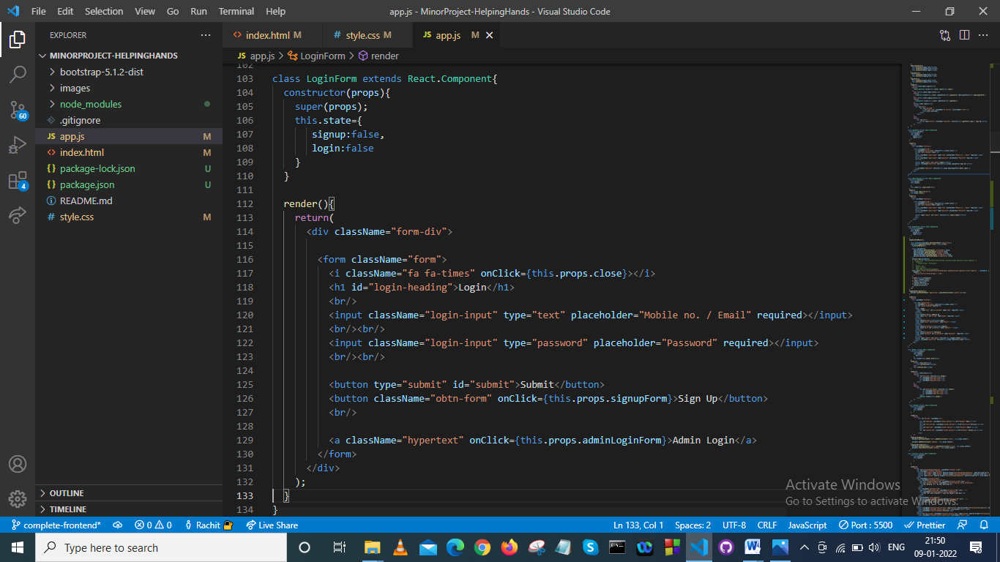 File Edit Selection View Go Run Terminal Help
app.js - MinorProject-HelpingHands - Visual Studio Code
EXPLORER
index.html M
style.css M
JS app.js M
JS app.js > LoginForm > render
MINORPROJECT-HELPINGHANDS
bootstrap-5.1.2-dist
images
node_modules
.gitignore
JS app.js M
index.html M
{} package-lock.json U
{} package.json U
README.md
# style.css M
OUTLINE
TIMELINE
60
4
102
103 class LoginForm extends React.Component{
104 constructor(props){
105 super(props);
106 this.state={
107 signup:false,
108 login:false
109 }
110 }
111
112 render(){
113 return(
114 <div className="form-div">
115
116 <form className="form">
117 <i className="fa fa-times" onClick={this.props.close}></i>
118 <h1 id="login-heading">Login</h1>
119 <br/>
120 <input className="login-input" type="text" placeholder="Mobile no. / Email" required></input>
121 <br/><br/>
122 <input className="login-input" type="password" placeholder="Password" required></input>
123 <br/><br/>
124
125 <button type="submit" id="submit">Submit</button>
126 <button className="obtn-form" onClick={this.props.signupForm}>Sign Up</button>
127 <br/>
128
129 <a className="hypertext" onClick={this.props.adminLoginForm}>Admin Login</a>
130 </form>
131 </div>
132 );
133 }
134 }
Activate Windows
Go to Settings to activate Windows.
complete-frontend* 0 0 Rachit Live Share Ln 133, Col 1 Spaces: 2 UTF-8 CRLF JavaScript Port : 5500 Prettier
Type here to search
ENG
21:50
09-01-2022